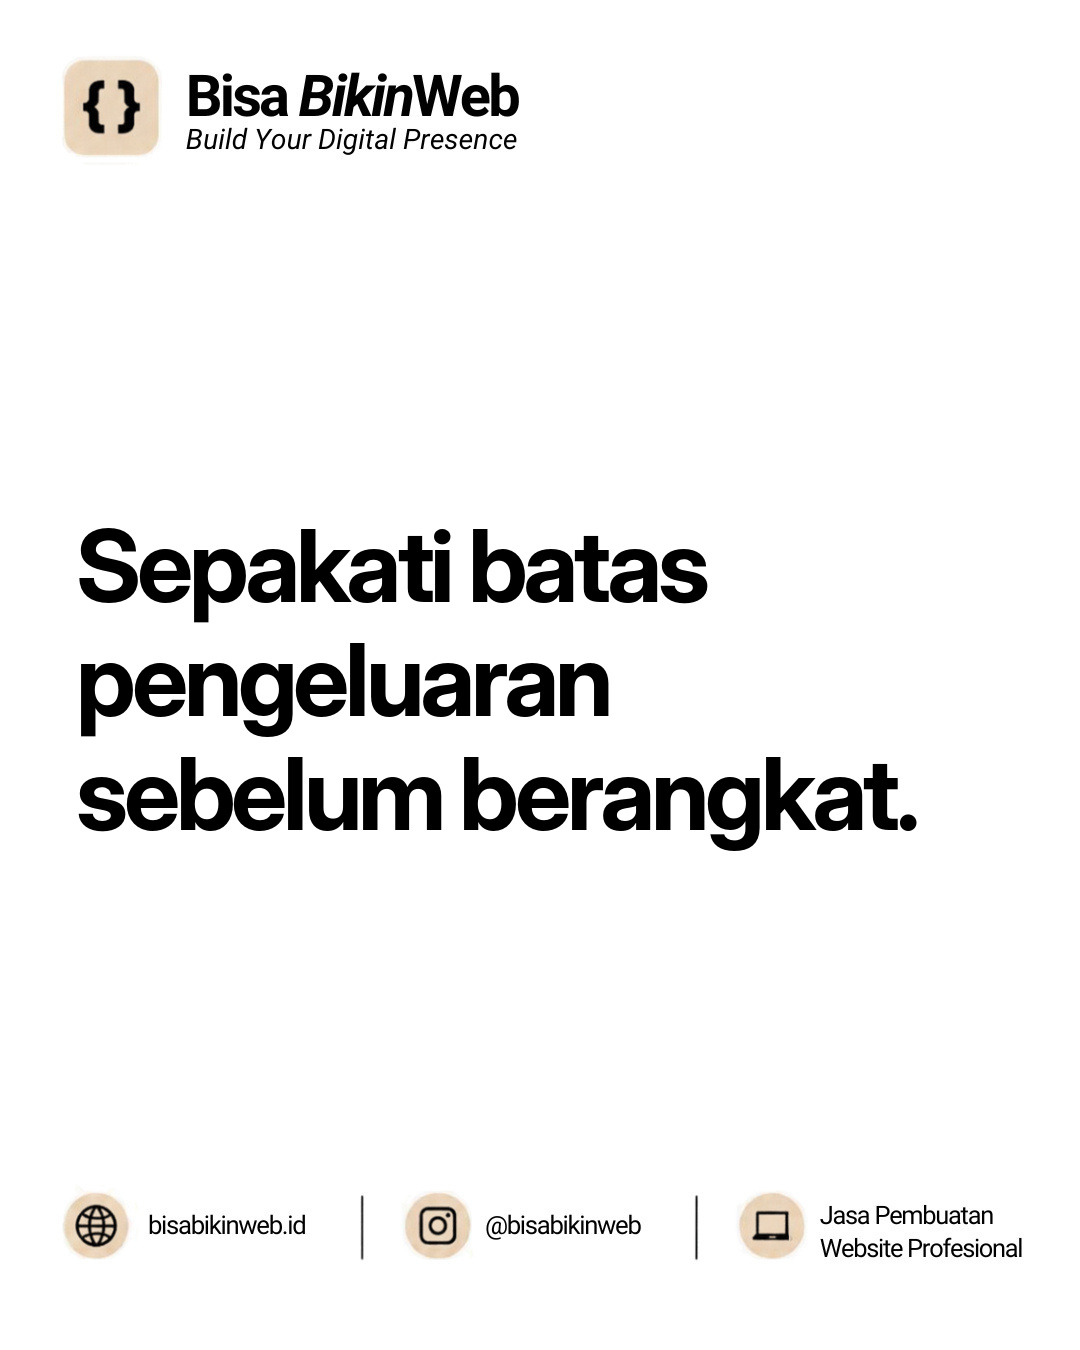 { }
Bisa BikinWeb
Build Your Digital Presence
Sepakati batas
pengeluaran
sebelum berangkat.
bisabikinweb.id
@bisabikinweb
Jasa Pembuatan
Website Profesional